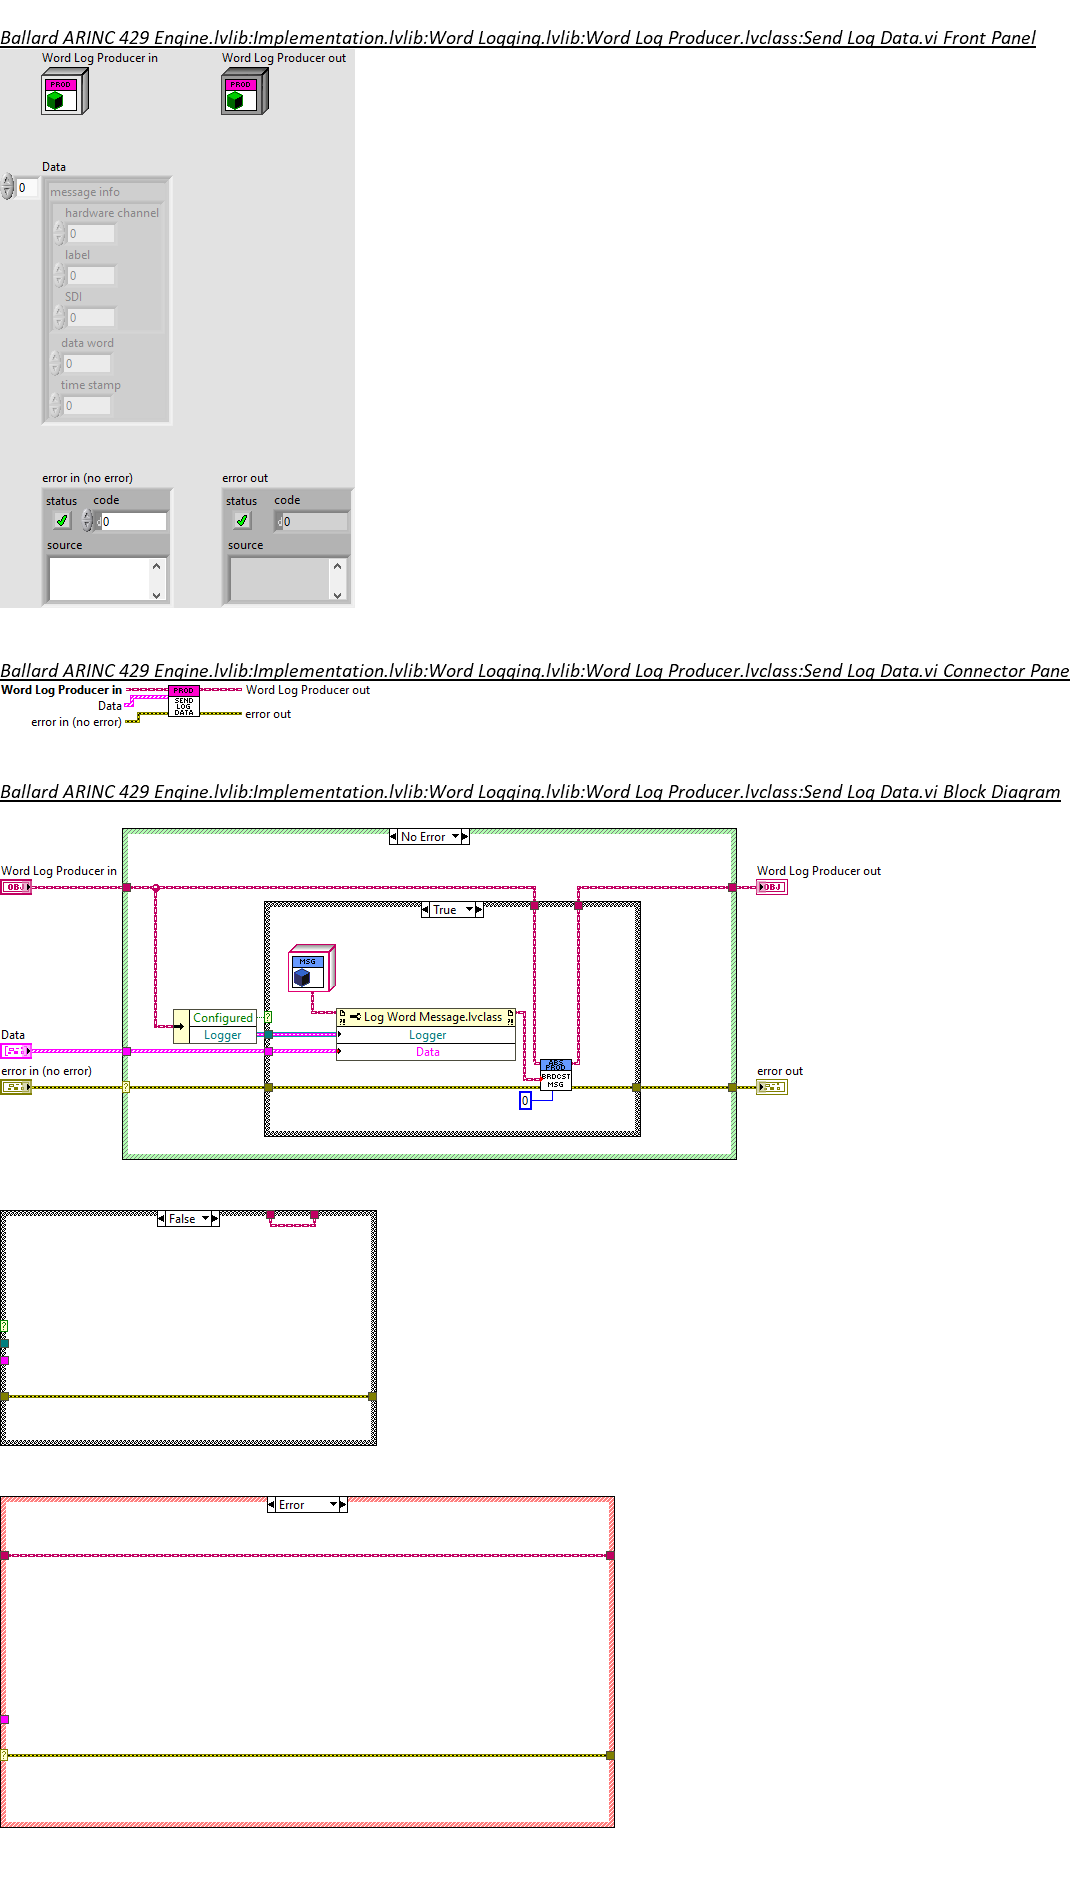 Ballard ARINC 429 Engine.lvlib:Implementation.lvlib:Word Logging.lvlib:Word Log Producer.lvclass:Send Log Data.vi Front Panel
Word Log Producer in
Word Log Producer out
PROD
PROD
Data
0
message info
hardware channel
0
label
0
SDI
0
data word
0
time stamp
0
error in (no error)
error out
status
code
status
code
0
d0
source
source
Ballard ARINC 429 Engine.lvlib:Implementation.lvlib:Word Logging.lvlib:Word Log Producer.lvclass:Send Log Data.vi Connector Pane
Word Log Producer in
PROD
Word Log Producer out
Data
SEND
LOG
DATA
error in (no error)
error out
Ballard ARINC 429 Engine.lvlib:Implementation.lvlib:Word Logging.lvlib:Word Log Producer.lvclass:Send Log Data.vi Block Diagram
No Error
Word Log Producer in
OBJ
Word Log Producer out
OBJ
True
MSG
Configured
?
Logger
Log Word Message.lvclass
?!
?!
Logger
Data
Data
error in (no error)
?
ABS
PROD
BRDCST
MSG
0
error out
False
?
Error
?